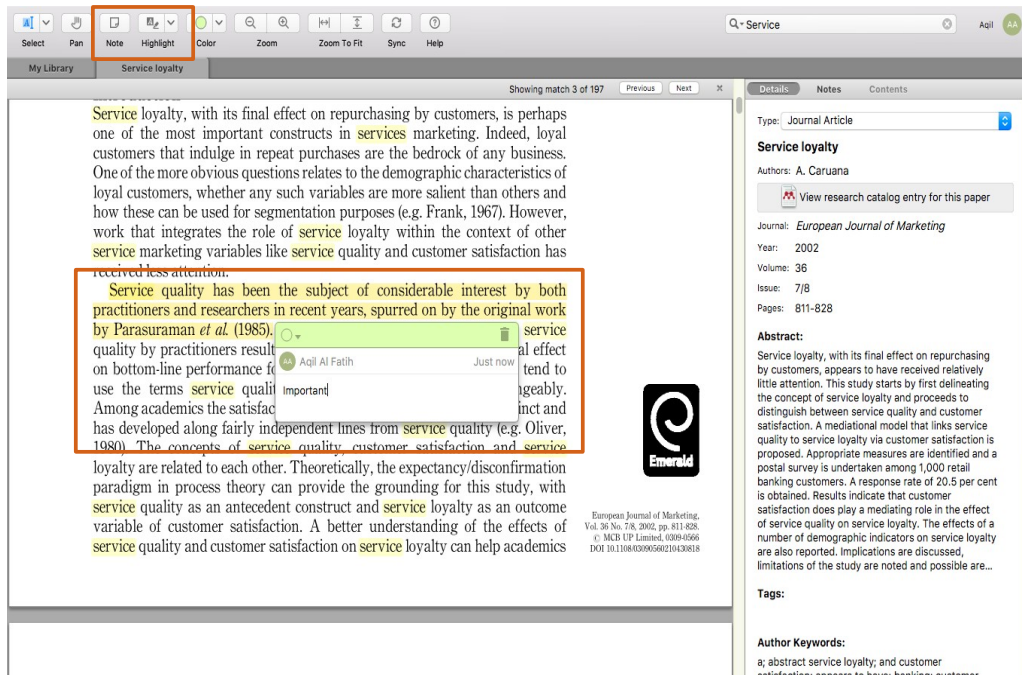 Service
Aqil
AA
Select
Pan
Note
Highlight
Color
Zoom
Zoom To Fit
Sync
Help
My Library
Service loyalty
Showing match 3 of 197
Previous
Next
Service loyalty, with its final effect on repurchasing by customers, is perhaps
one of the most important constructs in services marketing. Indeed, loyal
customers that indulge in repeat purchases are the bedrock of any business.
One of the more obvious questions relates to the demographic characteristics of
loyal customers, whether any such variables are more salient than others and
how these can be used for segmentation purposes (e.g. Frank, 1967). However,
work that integrates the role of service loyalty within the context of other
service marketing variables like service quality and customer satisfaction has
received less attention.
Service quality has been the subject of considerable interest by both
practitioners and researchers in recent years, spurred on by the original work
by Parasuraman et al. (1985). service
quality by practitioners result al effect
on bottom-line performance fo tend to
use the terms service qualit ngeably.
Among academics the satisfac inct and
has developed along fairly independent lines from service quality (e.g. Oliver,
1980). The concepts of service quality, customer satisfaction and service
loyalty are related to each other. Theoretically, the expectancy/disconfirmation
paradigm in process theory can provide the grounding for this study, with
service quality as an antecedent construct and service loyalty as an outcome
variable of customer satisfaction. A better understanding of the effects of
service quality and customer satisfaction on service loyalty can help academics
AA Aqil Al Fatih Just now
Important
Emerald
European Journal of Marketing,
Vol. 36 No. 7/8, 2002, pp. 811-828.
© MCB UP Limited, 0309-0566
DOI 10.1108/03090560210430818
Details
Notes
Contents
Type: Journal Article
Service loyalty
Authors: A. Caruana
View research catalog entry for this paper
Journal: European Journal of Marketing
Year: 2002
Volume: 36
Issue: 7/8
Pages: 811-828
Abstract:
Service loyalty, with its final effect on repurchasing
by customers, appears to have received relatively
little attention. This study starts by first delineating
the concept of service loyalty and proceeds to
distinguish between service quality and customer
satisfaction. A mediational model that links service
quality to service loyalty via customer satisfaction is
proposed. Appropriate measures are identified and a
postal survey is undertaken among 1,000 retail
banking customers. A response rate of 20.5 per cent
is obtained. Results indicate that customer
satisfaction does play a mediating role in the effect
of service quality on service loyalty. The effects of a
number of demographic indicators on service loyalty
are also reported. Implications are discussed,
limitations of the study are noted and possible are...
Tags:
Author Keywords:
a; abstract service loyalty; and customer